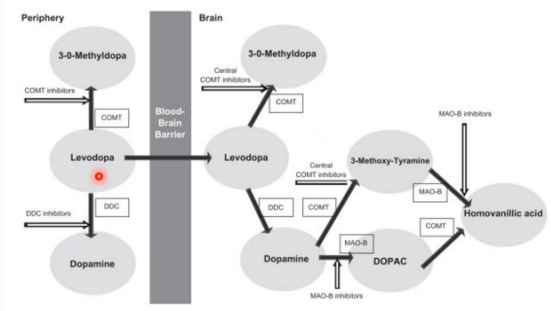 Periphery
Brain
3-0-Methyldopa
3-0-Methyldopa
COMT inhibitors
Central
COMT inhibitors
COMT
COMT
Blood-
Brain
Barrier
MAO-B inhibitors
Levodopa
Levodopa
Central
COMT inhibitors
3-Methoxy-Tyramine
MAO-B
DDC
DDC
COMT
DDC inhibitors
Homovanillic acid
COMT
MAO-B
Dopamine
Dopamine
DOPAC
MAO-B inhibitors